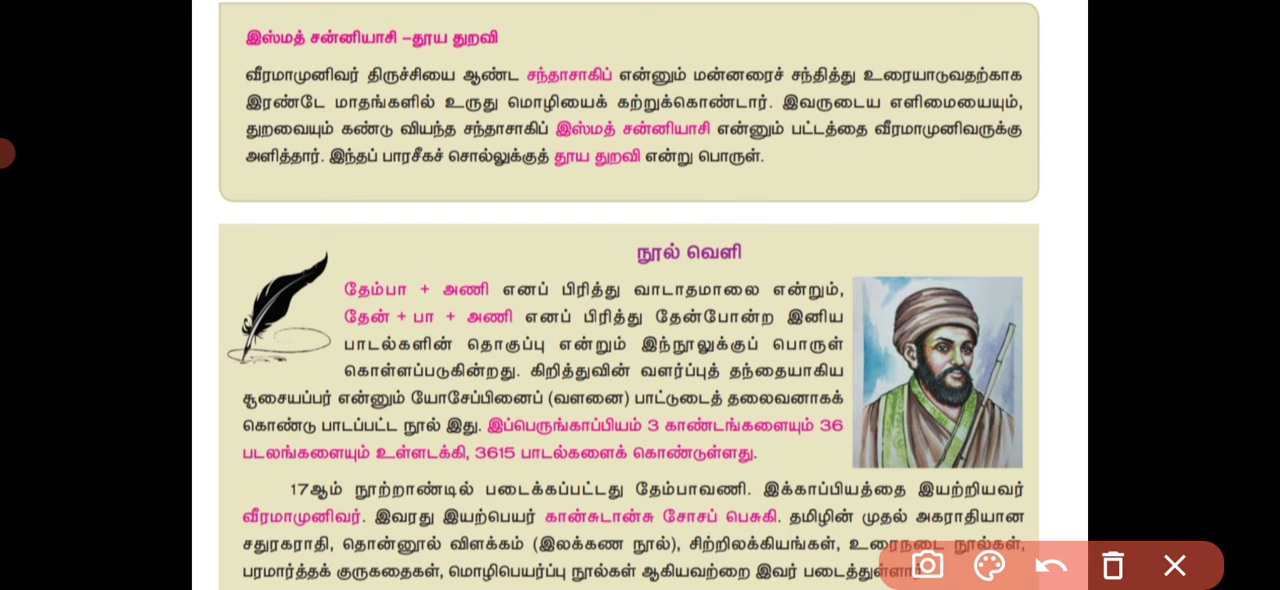 இஸ்மத் சன்னியாசி –தூய துறவி
வீரமாமுனிவர் திருச்சியை ஆண்ட சந்தாசாகிப் என்னும் மன்னரைச் சந்தித்து உரையாடுவதற்காக
இரண்டே மாதங்களில் உருது மொழியைக் கற்றுக்கொண்டார். இவருடைய எளிமையையும்,
துறவையும் கண்டு வியந்த சந்தாசாகிப் இஸ்மத் சன்னியாசி என்னும் பட்டத்தை வீரமாமுனிவருக்கு
அளித்தார். இந்தப் பாரசீகச் சொல்லுக்குத் தூய துறவி என்று பொருள்.
நூல் வெளி
தேம்பா + அணி எனப் பிரித்து வாடாதமாலை என்றும்,
தேன் + பா + அணி எனப் பிரித்து தேன்போன்ற இனிய
பாடல்களின் தொகுப்பு என்றும் இந்நூலுக்குப் பொருள்
கொள்ளப்படுகின்றது. கிறித்துவின் வளர்ப்புத் தந்தையாகிய
சூசையப்பர் என்னும் யோசேப்பினைப் (வளனை) பாட்டுடைத் தலைவனாகக்
கொண்டு பாடப்பட்ட நூல் இது. இப்பெருங்காப்பியம் 3 காண்டங்களையும் 36
படலங்களையும் உள்ளடக்கி, 3615 பாடல்களைக் கொண்டுள்ளது.
17ஆம் நூற்றாண்டில் படைக்கப்பட்டது தேம்பாவணி. இக்காப்பியத்தை இயற்றியவர்
வீரமாமுனிவர். இவரது இயற்பெயர் கான்சுடான்சு சோசப் பெசுகி. தமிழின் முதல் அகராதியான
சதுரகராதி, தொன்னூல் விளக்கம் (இலக்கண நூல்), சிற்றிலக்கியங்கள், உரைநடை நூல்கள்,
பரமார்த்தக் குருகதைகள், மொழிபெயர்ப்பு நூல்கள் ஆகியவற்றை இவர் படைத்துள்ளார்